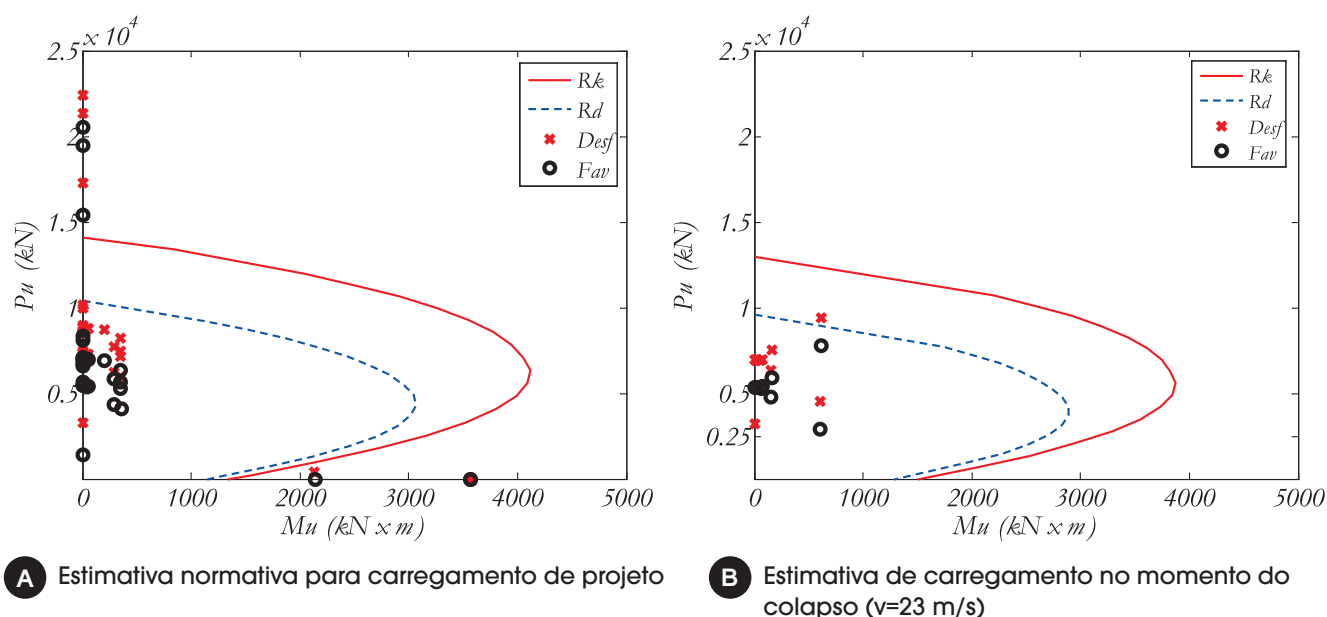 2.5 x 10^4
2
1.5
1
0.5
0
Pu (kN)
0 1000 2000 3000 4000 5000
Mu (kN x m)
Rk
Rd
Desf
Fav
A Estimativa normativa para carregamento de projeto
2.5 x 10^4
2
1.5
1
0.5
0.25
Pu (kN)
0 1000 2000 3000 4000 5000
Mu (kN x m)
Rk
Rd
Desf
Fav
B Estimativa de carregamento no momento do
colapso (v=23 m/s)